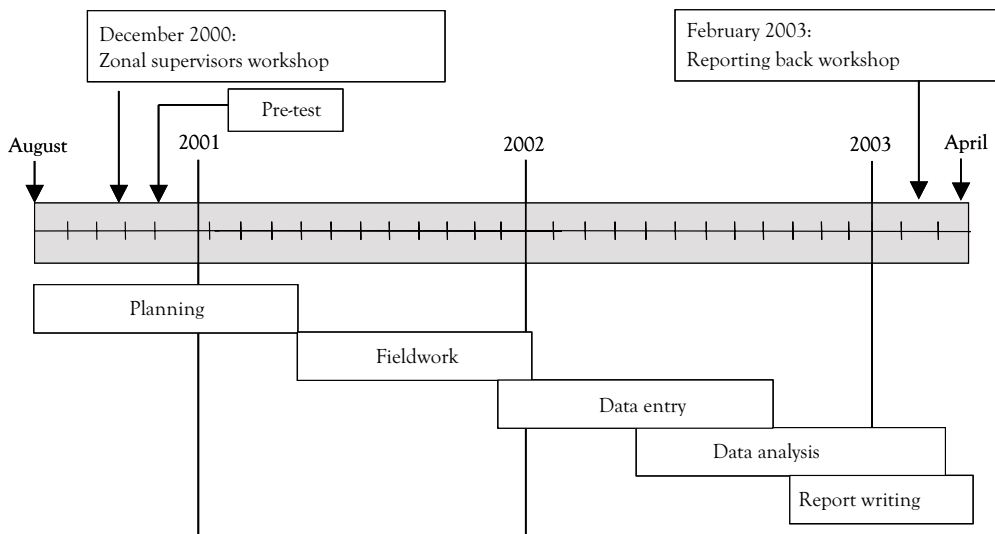 December 2000:
Zonal supervisors workshop
February 2003:
Reporting back workshop
Pre-test
August
2001
2002
2003
April
Planning
Fieldwork
Data entry
Data analysis
Report writing